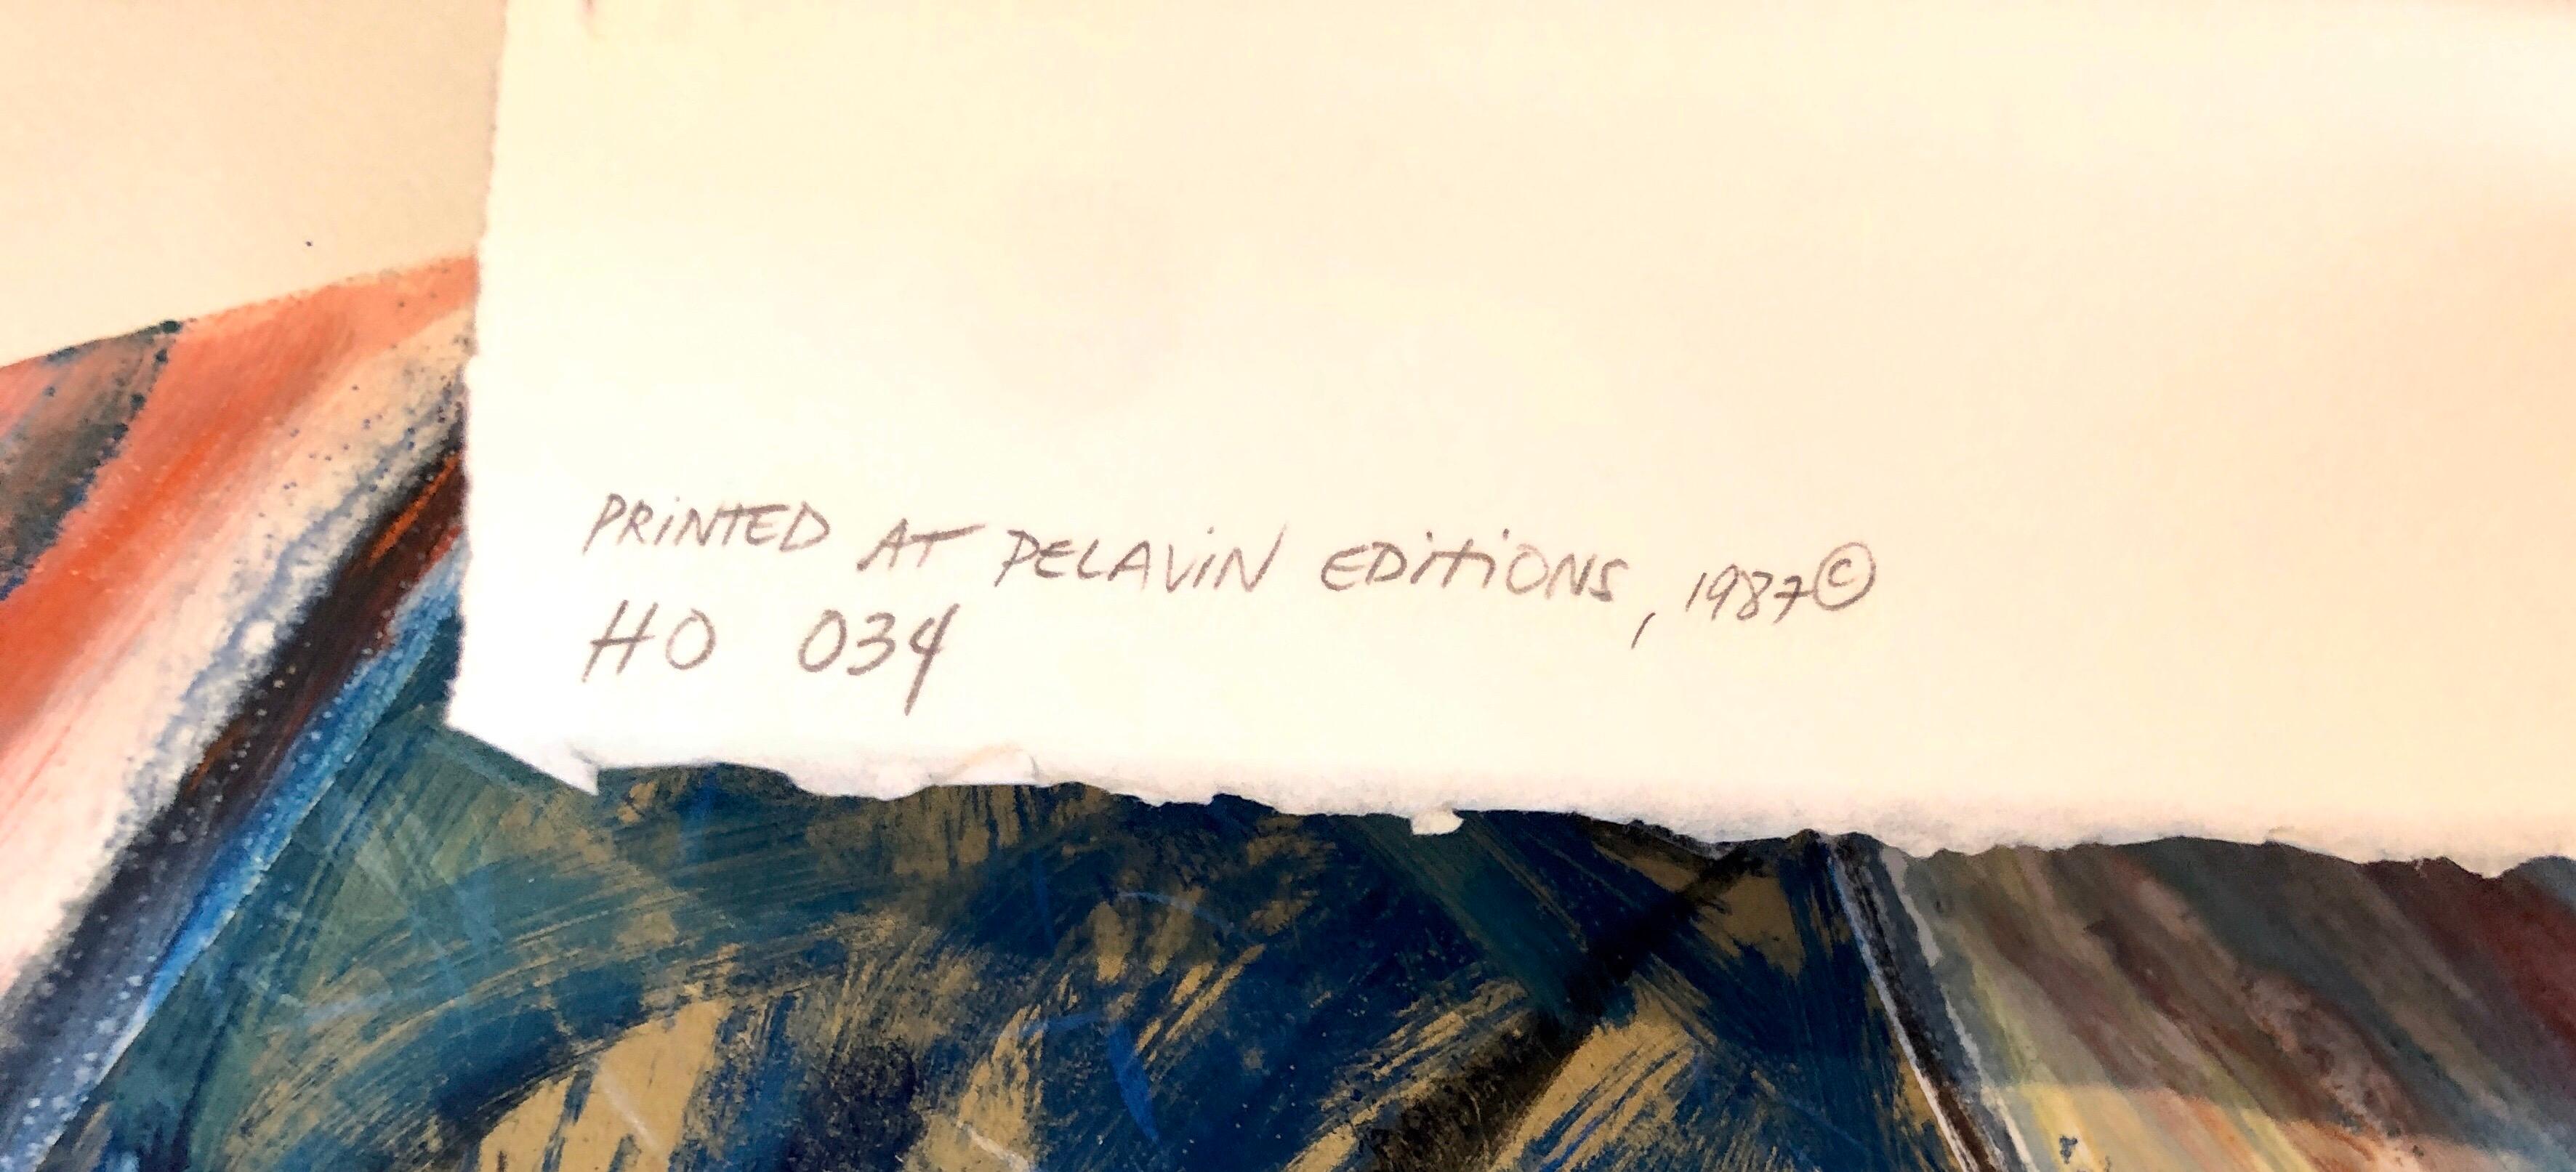 PRiNTED AT PELAViN EDitiONS, 1987©
HO 034